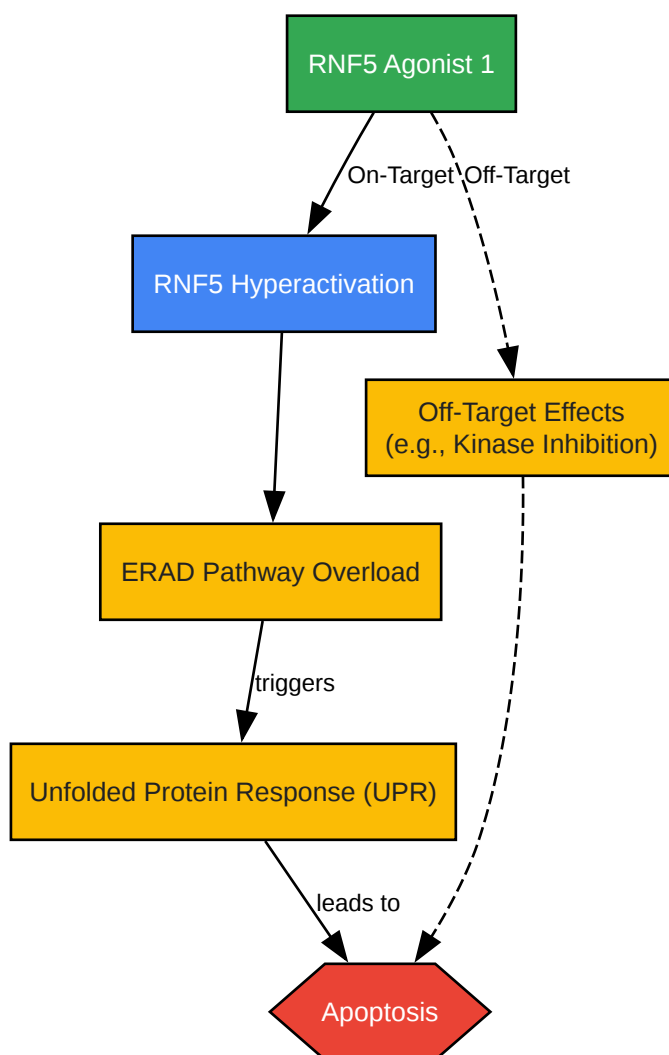 RNF5 Agonist 1
On-Target
Off-Target
RNF5 Hyperactivation
Off-Target Effects
(e.g., Kinase Inhibition)
ERAD Pathway Overload
triggers
Unfolded Protein Response (UPR)
leads to
Apoptosis